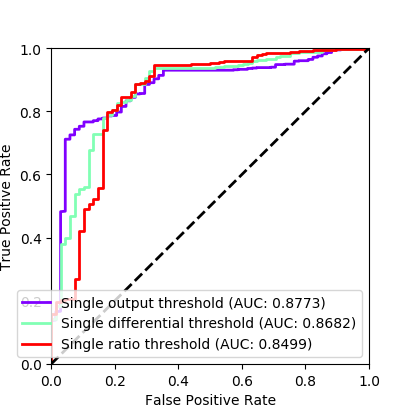 1.0
0.8
0.6
0.4
0.2
0.0
True Positive Rate
Single output threshold (AUC: 0.8773)
Single differential threshold (AUC: 0.8682)
Single ratio threshold (AUC: 0.8499)
0.0 0.2 0.4 0.6 0.8 1.0
False Positive Rate